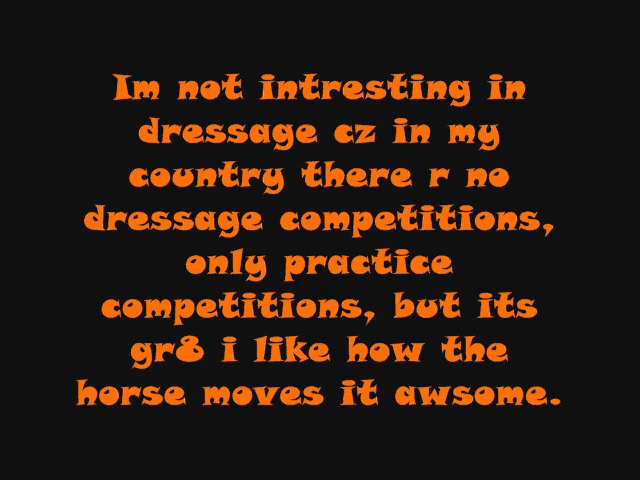 Im not intresting in
dressage cz in my
country there r no
dressage competitions,
only practice
competitions, but its
gr8 i like how the
horse moves it awsome.